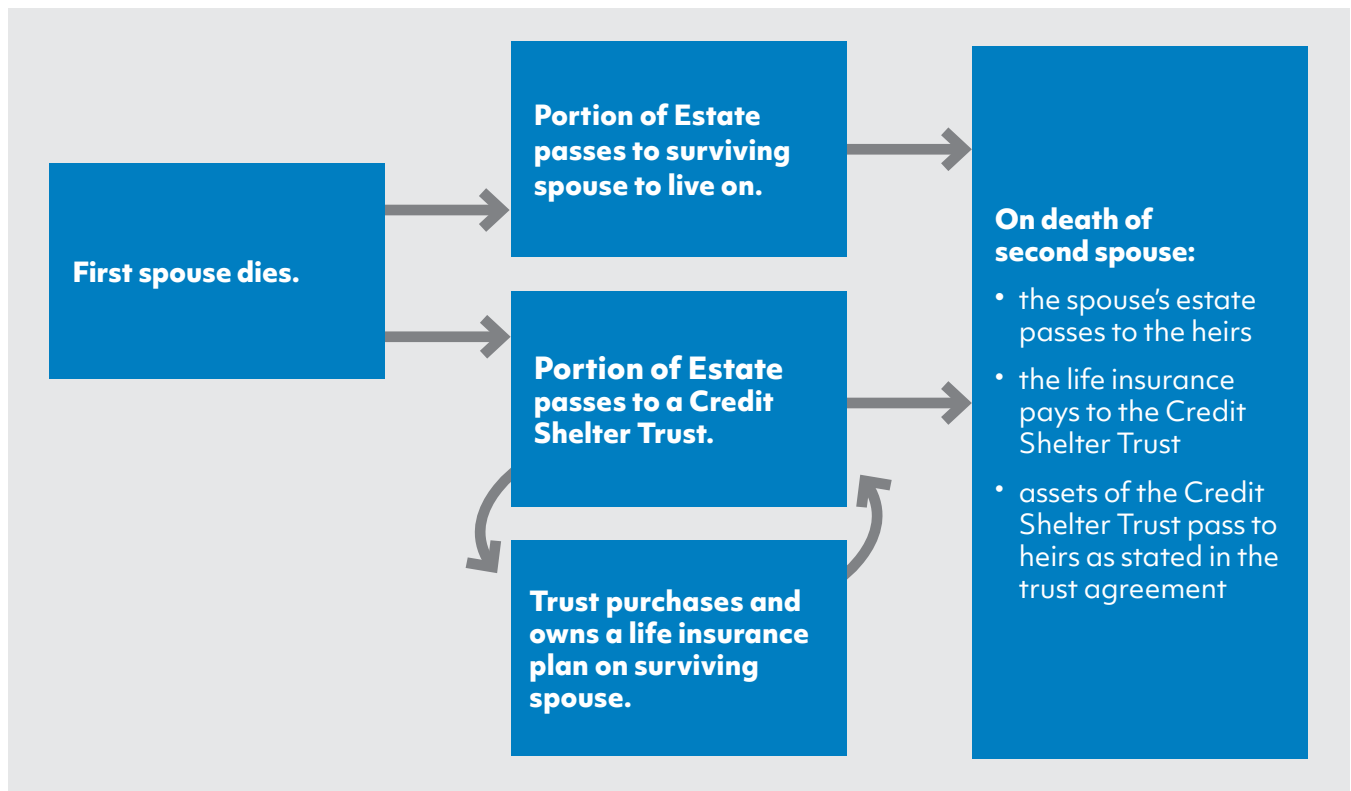 First spouse dies.
Portion of Estate
passes to surviving
spouse to live on.
Portion of Estate
passes to a Credit
Shelter Trust.
Trust purchases and
owns a life insurance
plan on surviving
spouse.
On death of
second spouse:
• the spouse’s estate
passes to the heirs
• the life insurance
pays to the Credit
Shelter Trust
• assets of the Credit
Shelter Trust pass to
heirs as stated in the
trust agreement